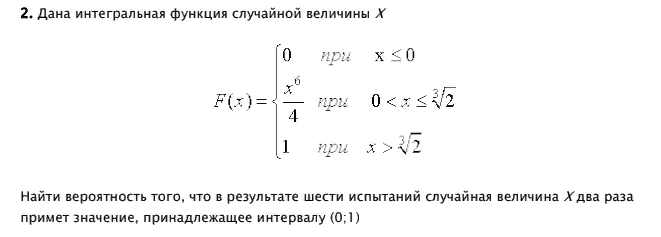 2. Дана интегральная функция случайной величины X
0 при x ≤ 0
F(x) = { x⁶/4 при 0 < x ≤ ∛2
1 при x > ∛2
Найти вероятность того, что в результате шести испытаний случайная величина X два раза
примет значение, принадлежащее интервалу (0;1)